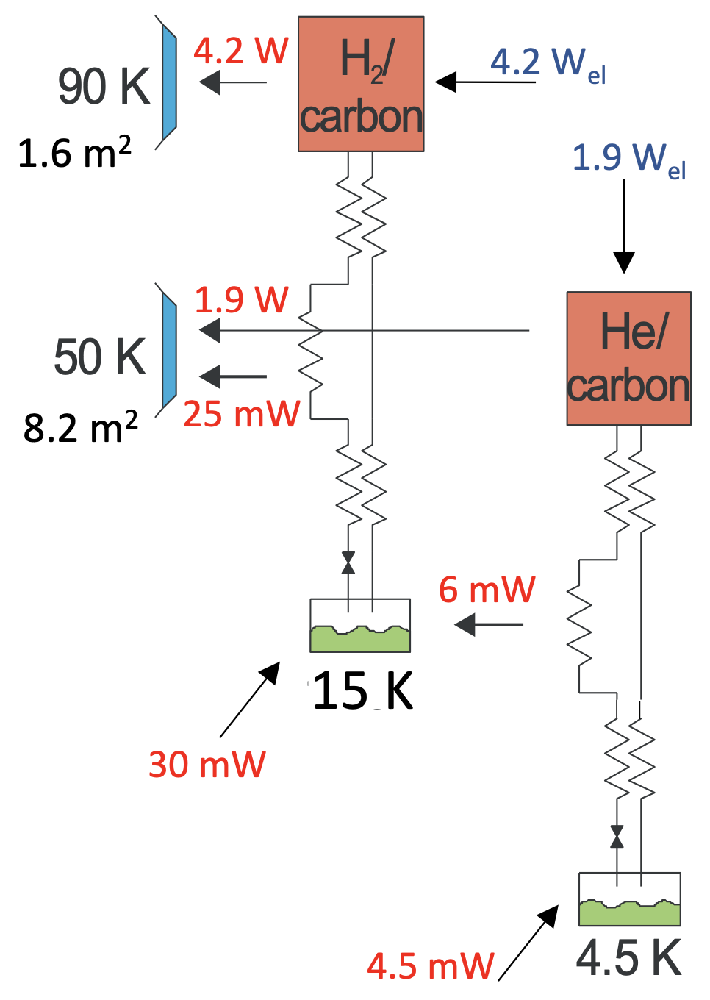 4.2 W
H₂/
carbon
4.2 Wel
90 K
1.6 m²
1.9 Wel
1.9 W
50 K
25 mW
8.2 m²
He/
carbon
6 mW
15 K
30 mW
4.5 mW
4.5 K